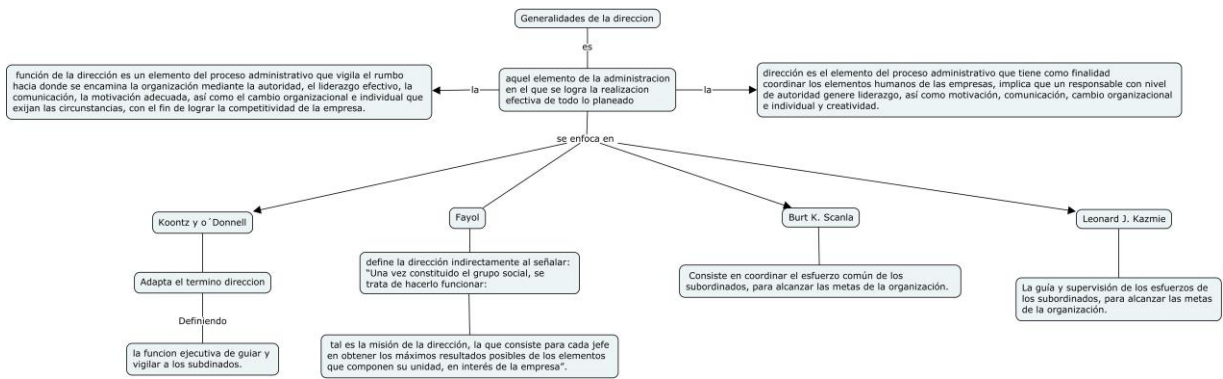 Generalidades de la direccion
es
función de la dirección es un elemento del proceso administrativo que vigila el rumbo
hacia donde se encamina la organización mediante la autoridad, el liderazgo efectivo, la
comunicación, la motivación adecuada, así como el cambio organizacional e individual que
exijan las circunstancias, con el fin de lograr la competitividad de la empresa.
la
aquel elemento de la administracion
en el que se logra la realizacion
efectiva de todo lo planeado
la
dirección es el elemento del proceso administrativo que tiene como finalidad
coordinar los elementos humanos de las empresas, implica que un responsable con nivel
de autoridad genere liderazgo, así como motivación, comunicación, cambio organizacional
e individual y creatividad.
se enfoca en
Koontz y o´Donnell
Adapta el termino direccion
Definiendo
la funcion ejecutiva de guiar y
vigilar a los subdinados.
Fayol
define la dirección indirectamente al señalar:
“Una vez constituido el grupo social, se
trata de hacerlo funcionar:
tal es la misión de la dirección, la que consiste para cada jefe
en obtener los máximos resultados posibles de los elementos
que componen su unidad, en interés de la empresa”.
Burt K. Scanla
Consiste en coordinar el esfuerzo común de los
subordinados, para alcanzar las metas de la organización.
Leonard J. Kazmie
La guía y supervisión de los esfuerzos de
los subordinados, para alcanzar las metas
de la organización.